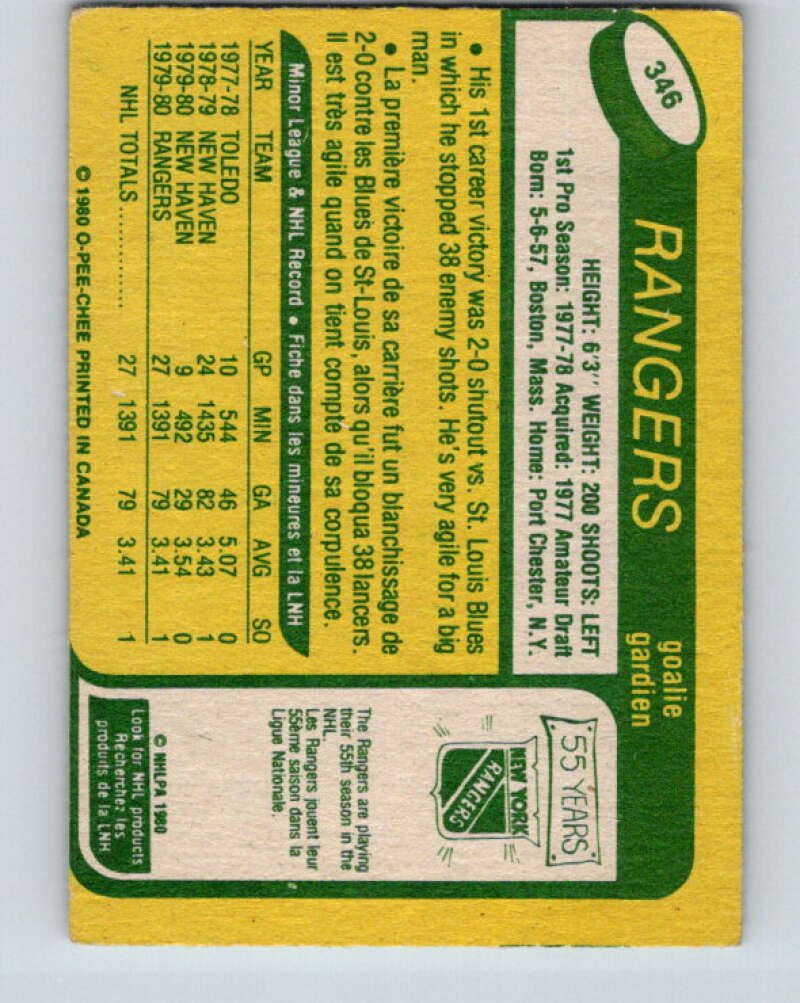 346
RANGERS
goalie
gardien
HEIGHT: 6'3" WEIGHT: 200 SHOOTS: LEFT
1st Pro Season: 1977-78 Acquired: 1977 Amateur Draft
Born: 5-6-57, Boston, Mass. Home: Port Chester, N.Y.
• His 1st career victory was 2-0 shutout vs. St. Louis Blues
in which he stopped 38 enemy shots. He's very agile for a big
man.
• La première victoire de sa carrière fut un blanchissage de
2-0 contre les Blues de St-Louis, alors qu'il bloqua 38 lancers.
Il est très agile quand on tient compte de sa corpulence.
Minor League & NHL Record • Fiche dans les mineures et la LNH
YEAR TEAM GP MIN GA AVG SO
1977-78 TOLEDO 10 544 46 5.07 0
1978-79 NEW HAVEN 24 1435 82 3.43 1
1979-80 NEW HAVEN 9 492 29 3.54 0
1979-80 RANGERS 27 1391 79 3.41 1
NHL TOTALS .............. 27 1391 79 3.41 1
© 1980 O-PEE-CHEE PRINTED IN CANADA
55 YEARS
NEW YORK
RANGERS
The Rangers are playing
their 55th season in the
NHL.
Les Rangers jouent leur
55ème saison dans la
Ligue Nationale.
© NHLPA 1980
Look for NHL products
Recherchez les
produits de la LNH